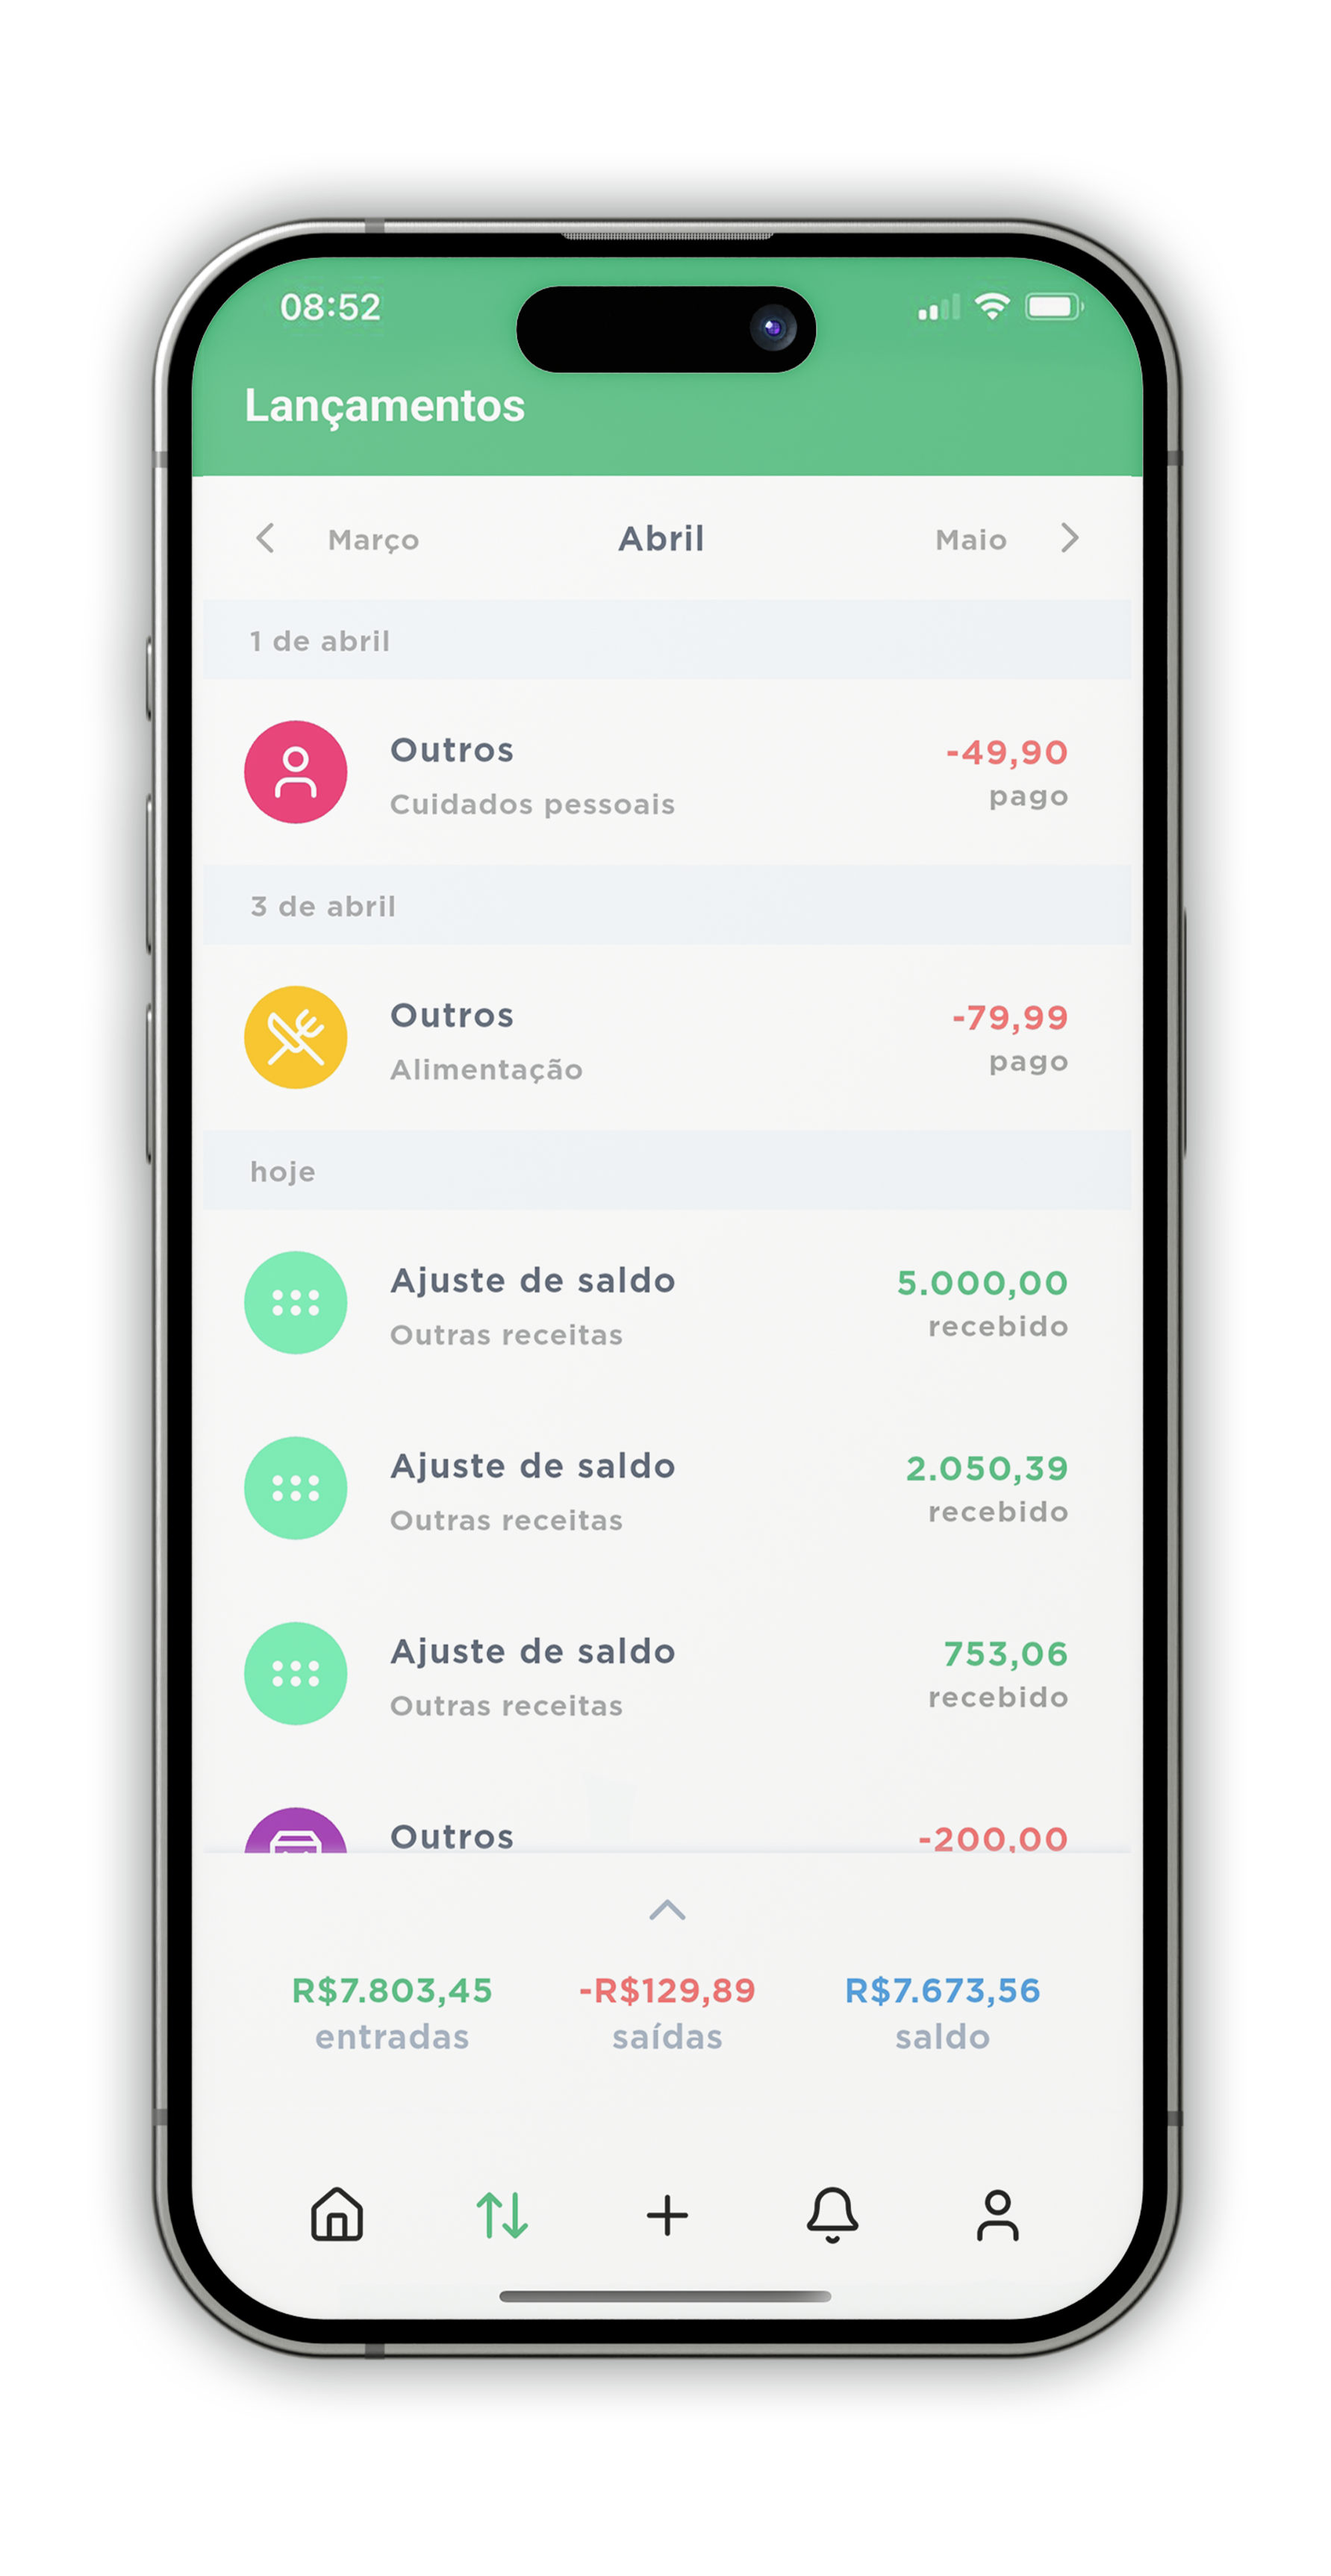 08:52
Lançamentos
Março Abril Maio
1 de abril
Outros -49,90
Cuidados pessoais pago
3 de abril
Outros -79,99
Alimentação pago
hoje
Ajuste de saldo 5.000,00
Outras receitas recebido
Ajuste de saldo 2.050,39
Outras receitas recebido
Ajuste de saldo 753,06
Outras receitas recebido
Outros -200,00
R$7.803,45 -R$129,89 R$7.673,56
entradas saídas saldo